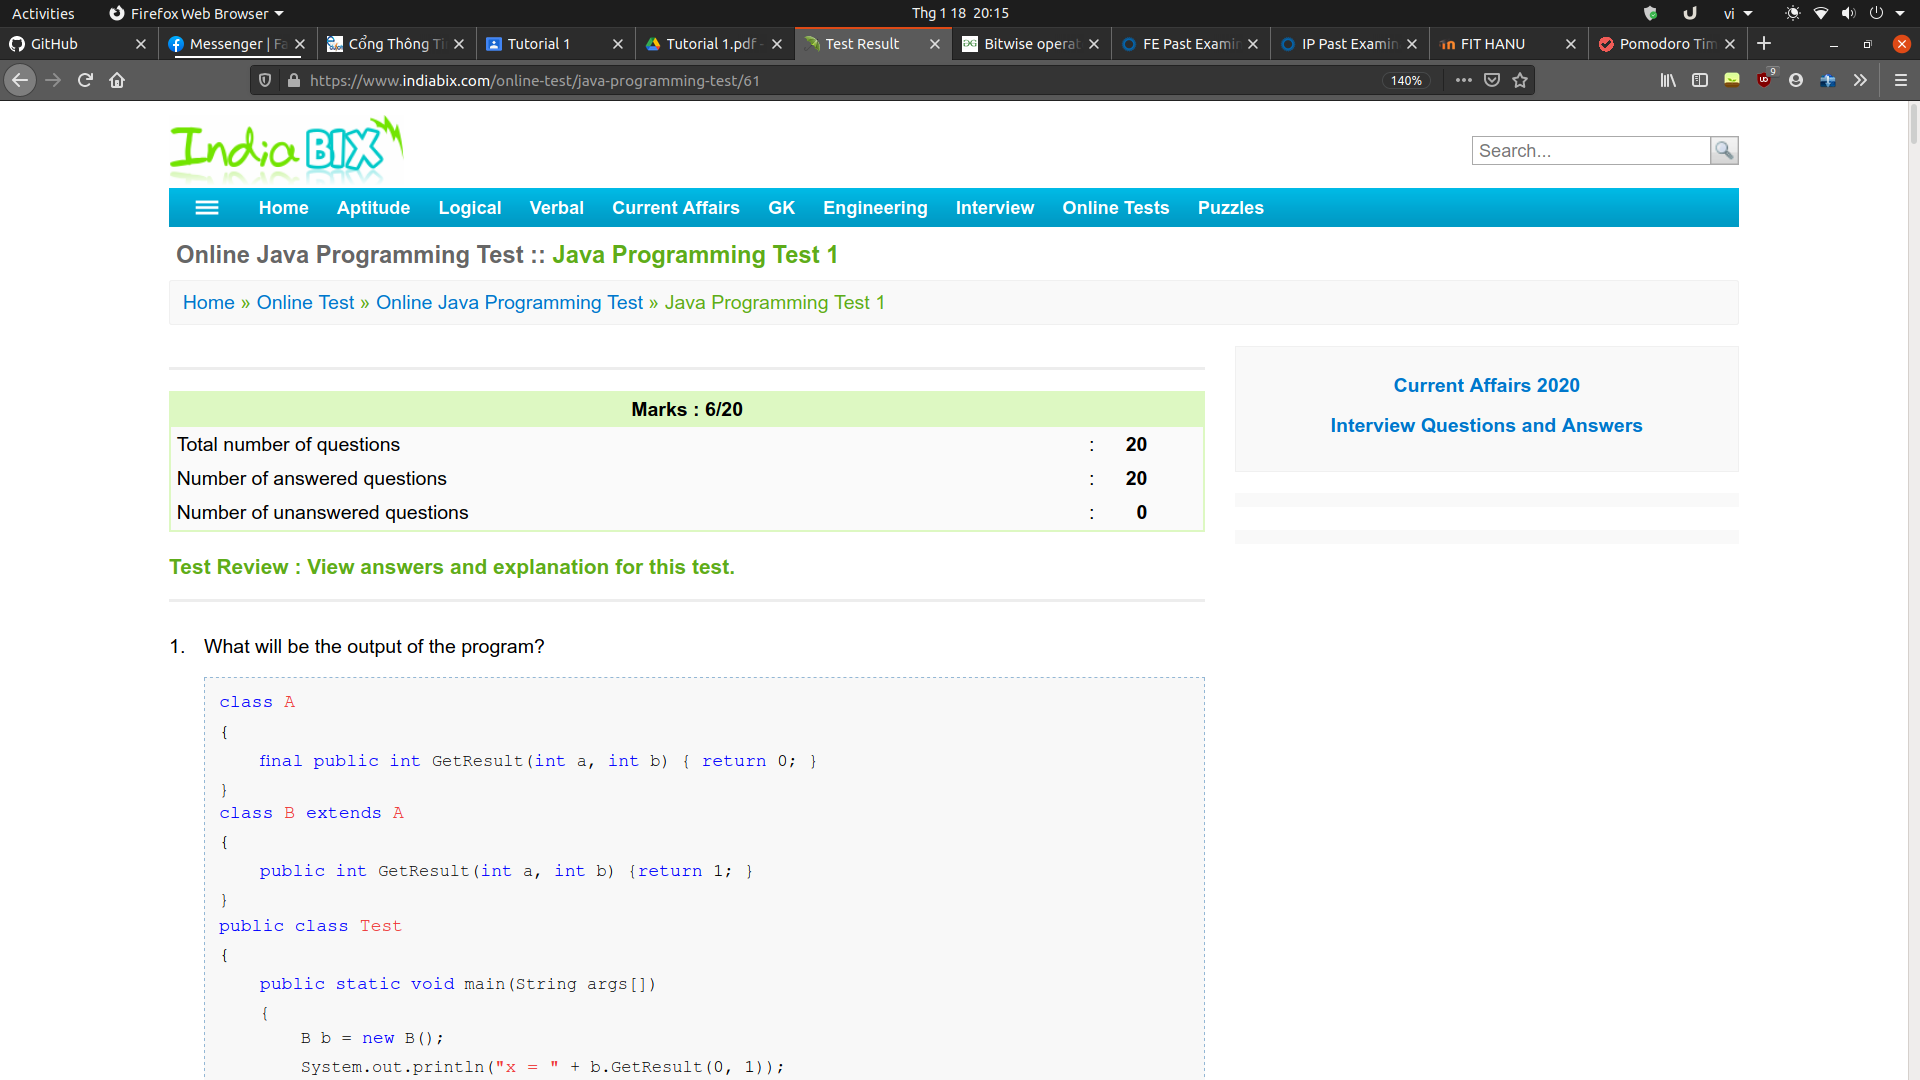 Activities Firefox Web Browser Thg 1 18 20:15 vi
GitHub Messenger | Fa Cổng Thông Ti Tutorial 1 Tutorial 1.pdf - Test Result Bitwise operat FE Past Examin IP Past Examin FIT HANU Pomodoro Tim
https://www.indiabix.com/online-test/java-programming-test/61 140% 9
India BIX
Search...
Home Aptitude Logical Verbal Current Affairs GK Engineering Interview Online Tests Puzzles
Online Java Programming Test :: Java Programming Test 1
Home » Online Test » Online Java Programming Test » Java Programming Test 1
Current Affairs 2020
Interview Questions and Answers
Marks : 6/20
Total number of questions : 20
Number of answered questions : 20
Number of unanswered questions : 0
Test Review : View answers and explanation for this test.
1. What will be the output of the program?
class A
{
final public int GetResult(int a, int b) { return 0; }
}
class B extends A
{
public int GetResult(int a, int b) {return 1; }
}
public class Test
{
public static void main(String args[])
{
B b = new B();
System.out.println("x = " + b.GetResult(0, 1));